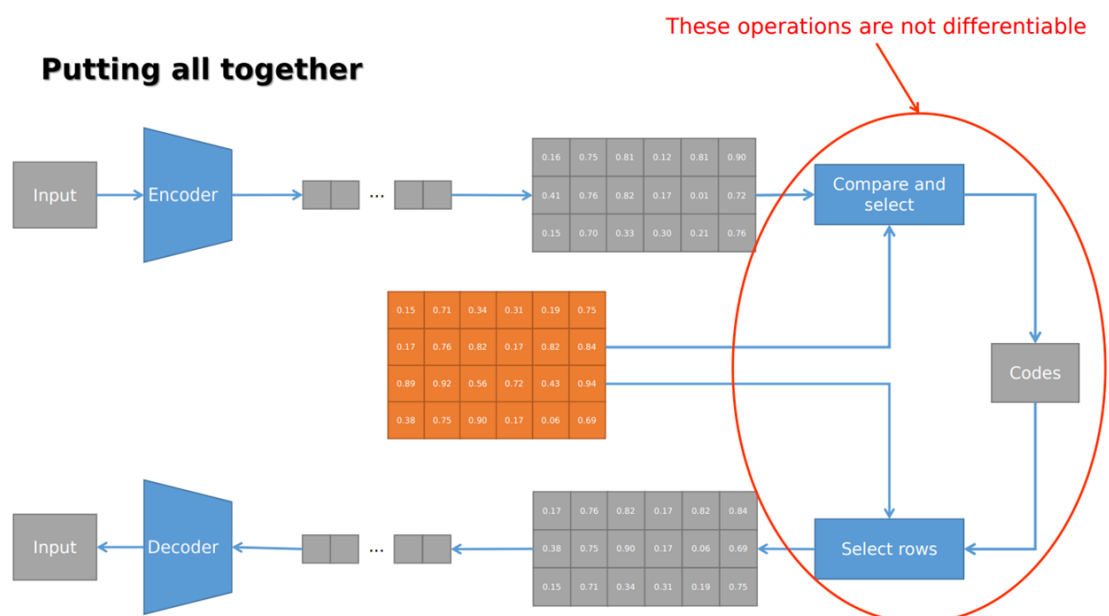 These operations are not differentiable
Putting all together
Input
Encoder
...
0.16 0.75 0.81 0.12 0.81 0.90
0.41 0.76 0.82 0.17 0.01 0.72
0.15 0.70 0.33 0.30 0.21 0.76
Compare and
select
0.15 0.71 0.34 0.31 0.19 0.75
0.17 0.76 0.82 0.17 0.82 0.84
0.89 0.92 0.56 0.72 0.43 0.94
0.38 0.75 0.90 0.17 0.06 0.69
Codes
Input
Decoder
...
0.17 0.76 0.82 0.17 0.82 0.84
0.38 0.75 0.90 0.17 0.06 0.69
0.15 0.71 0.34 0.31 0.19 0.75
Select rows